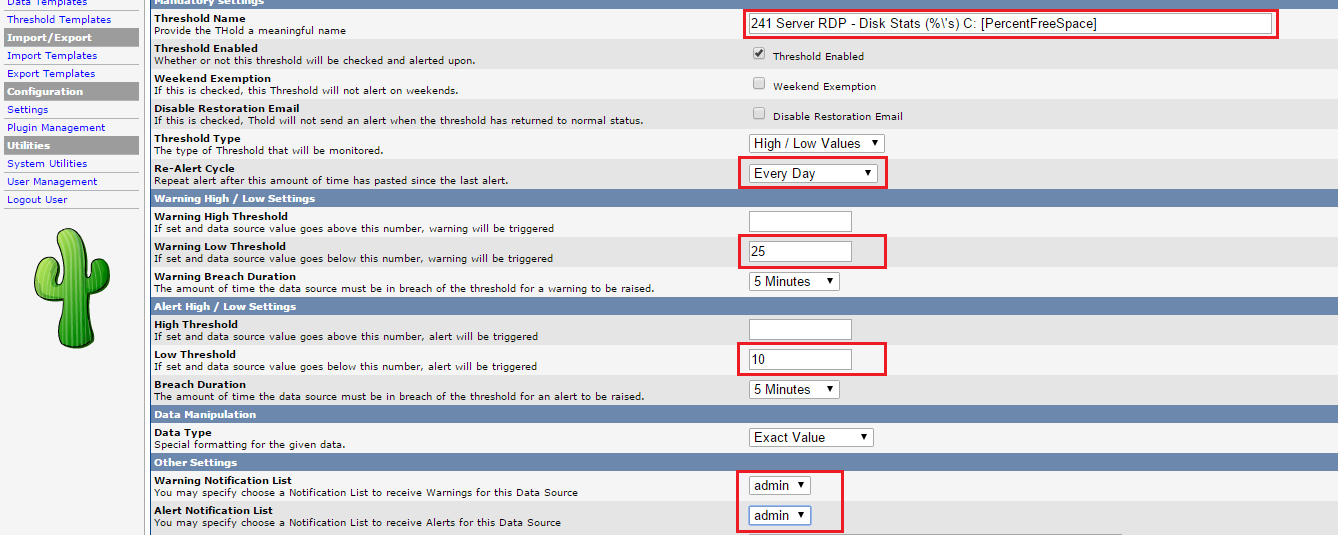 Data Templates
Threshold Templates
Import/Export
Import Templates
Export Templates
Configuration
Settings
Plugin Management
Utilities
System Utilities
User Management
Logout User
Mandatory settings
Threshold Name
Provide the THold a meaningful name
241 Server RDP - Disk Stats (%\'s) C: [PercentFreeSpace]
Threshold Enabled
Whether or not this threshold will be checked and alerted upon.
Threshold Enabled
Weekend Exemption
If this is checked, this Threshold will not alert on weekends.
Weekend Exemption
Disable Restoration Email
If this is checked, Thold will not send an alert when the threshold has returned to normal status.
Disable Restoration Email
Threshold Type
The type of Threshold that will be monitored.
High / Low Values
Re-Alert Cycle
Repeat alert after this amount of time has pasted since the last alert.
Every Day
Warning High / Low Settings
Warning High Threshold
If set and data source value goes above this number, warning will be triggered
Warning Low Threshold
If set and data source value goes below this number, warning will be triggered
25
Warning Breach Duration
The amount of time the data source must be in breach of the threshold for a warning to be raised.
5 Minutes
Alert High / Low Settings
High Threshold
If set and data source value goes above this number, alert will be triggered
Low Threshold
If set and data source value goes below this number, alert will be triggered
10
Breach Duration
The amount of time the data source must be in breach of the threshold for an alert to be raised.
5 Minutes
Data Manipulation
Data Type
Special formatting for the given data.
Exact Value
Other Settings
Warning Notification List
You may specify choose a Notification List to receive Warnings for this Data Source
admin
Alert Notification List
You may specify choose a Notification List to receive Alerts for this Data Source
admin